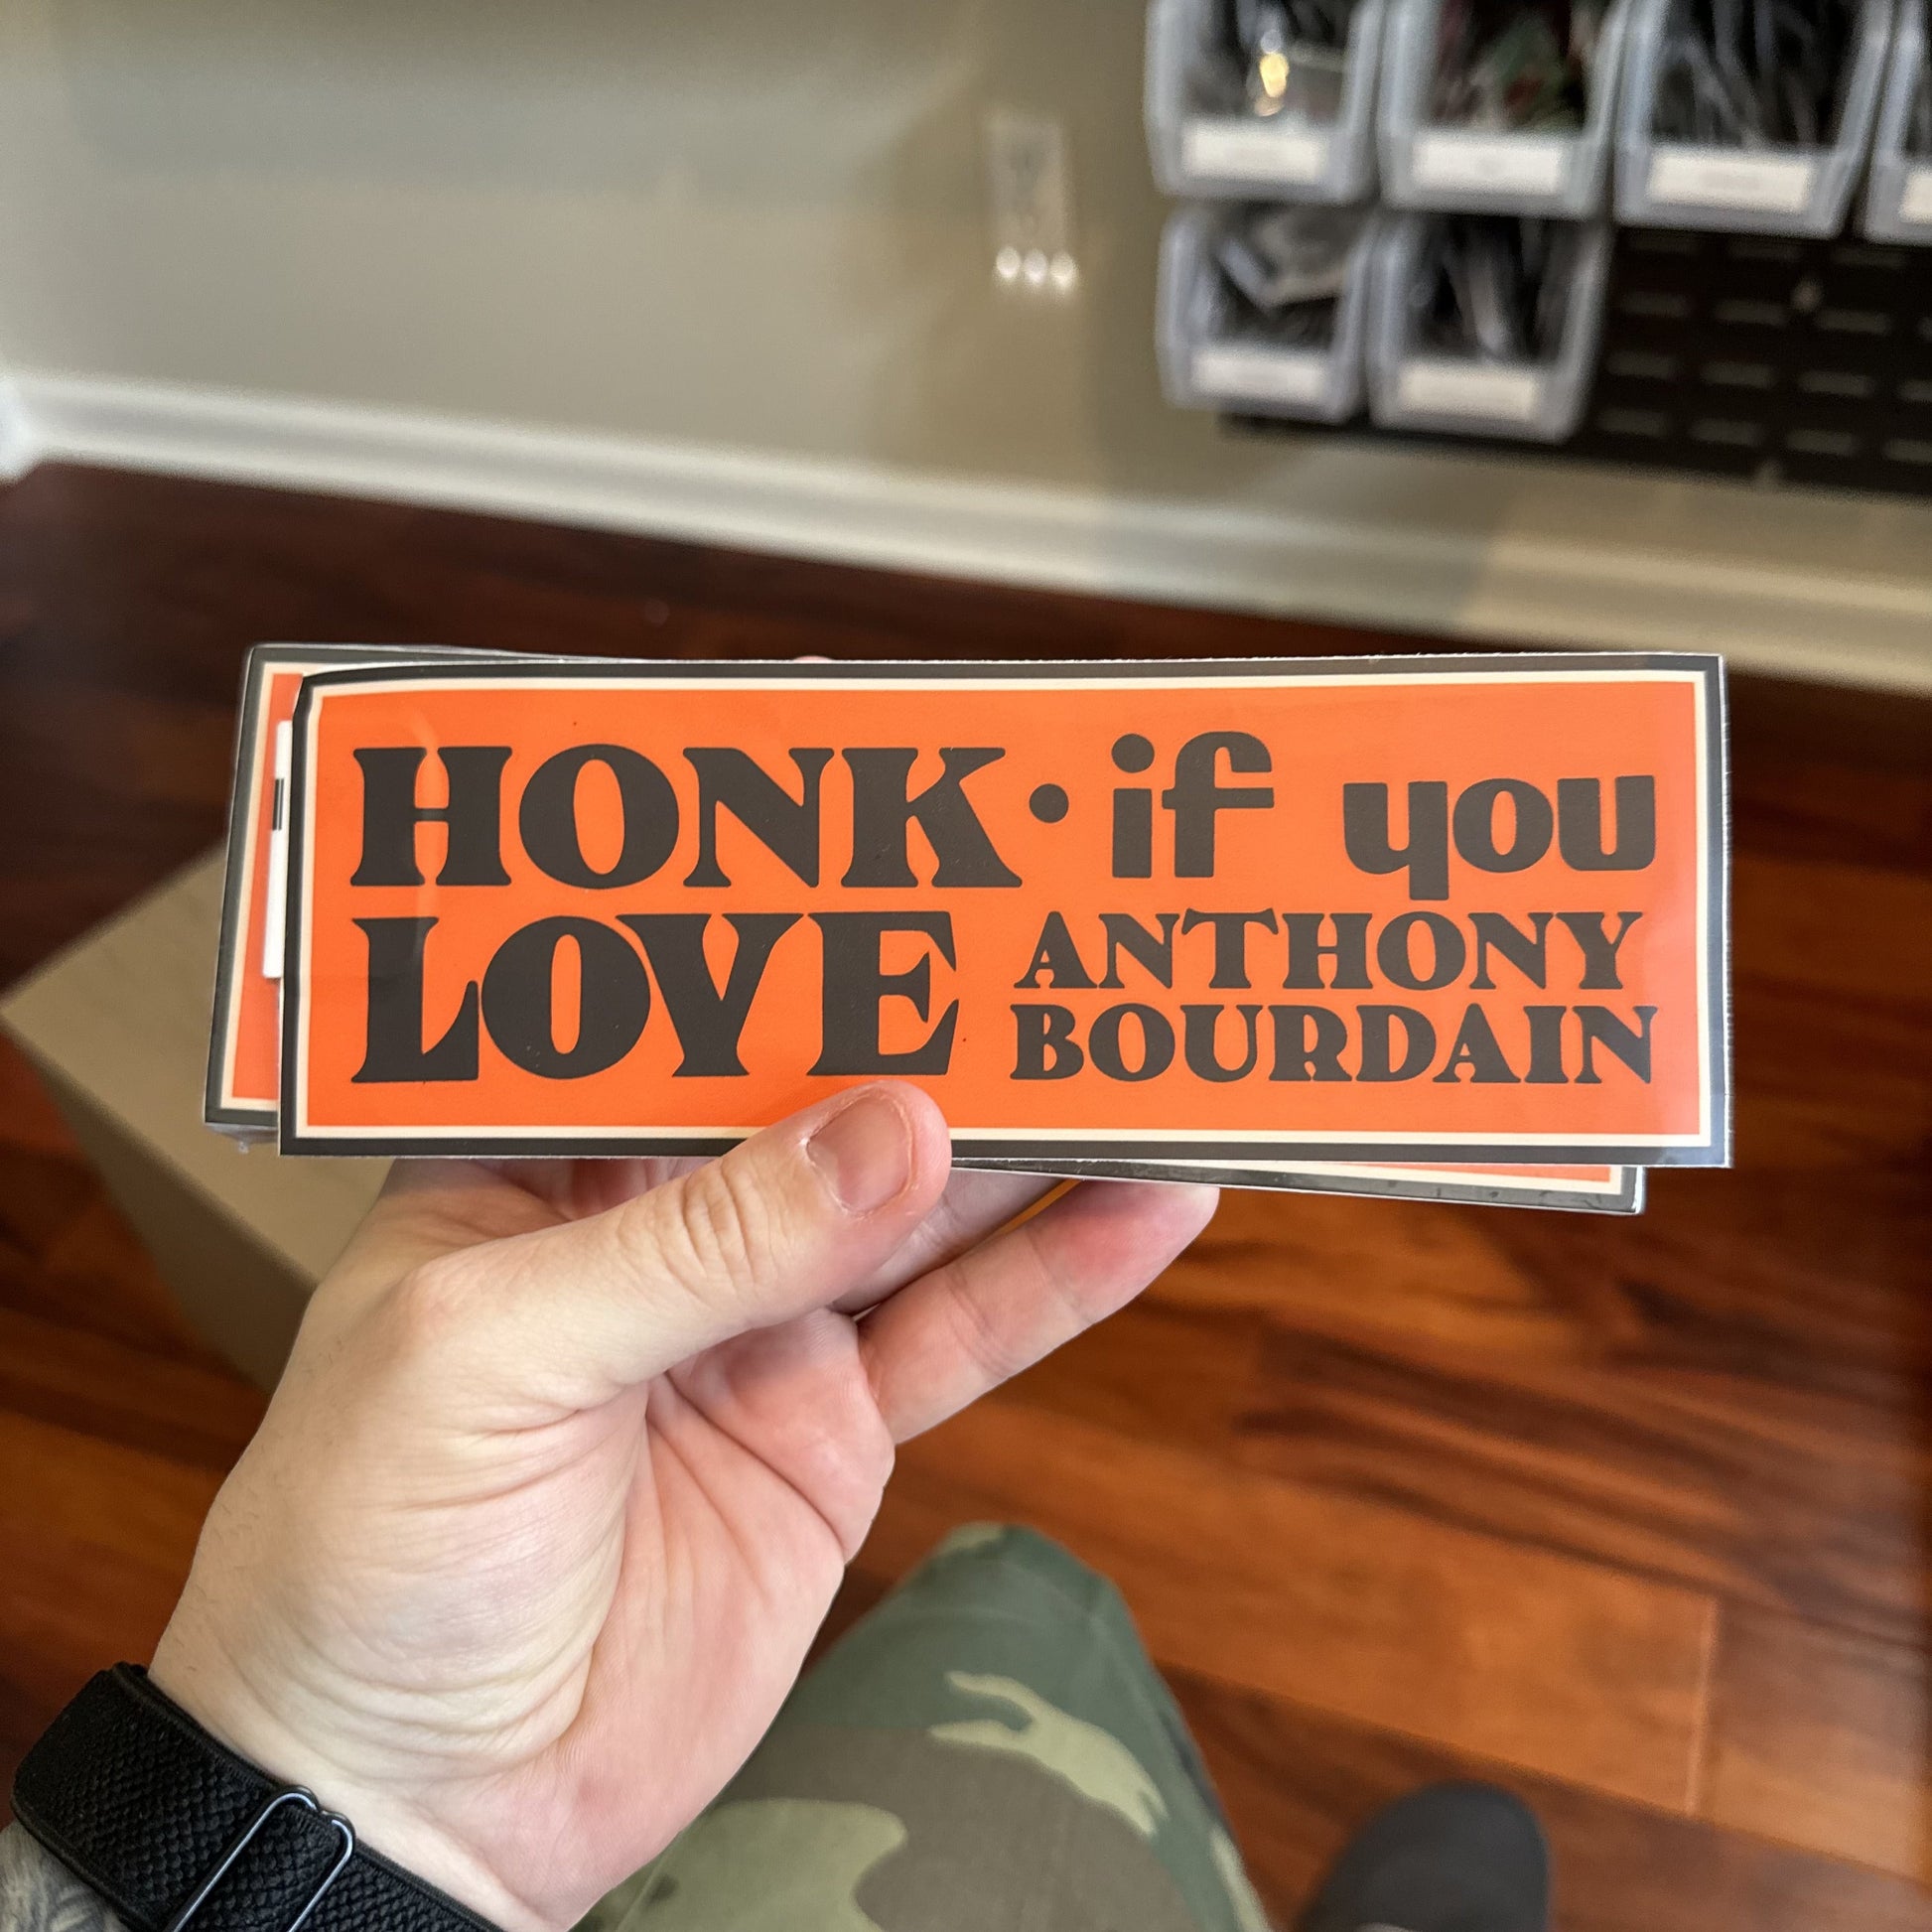 HONK • if you
LOVE ANTHONY
BOURDAIN